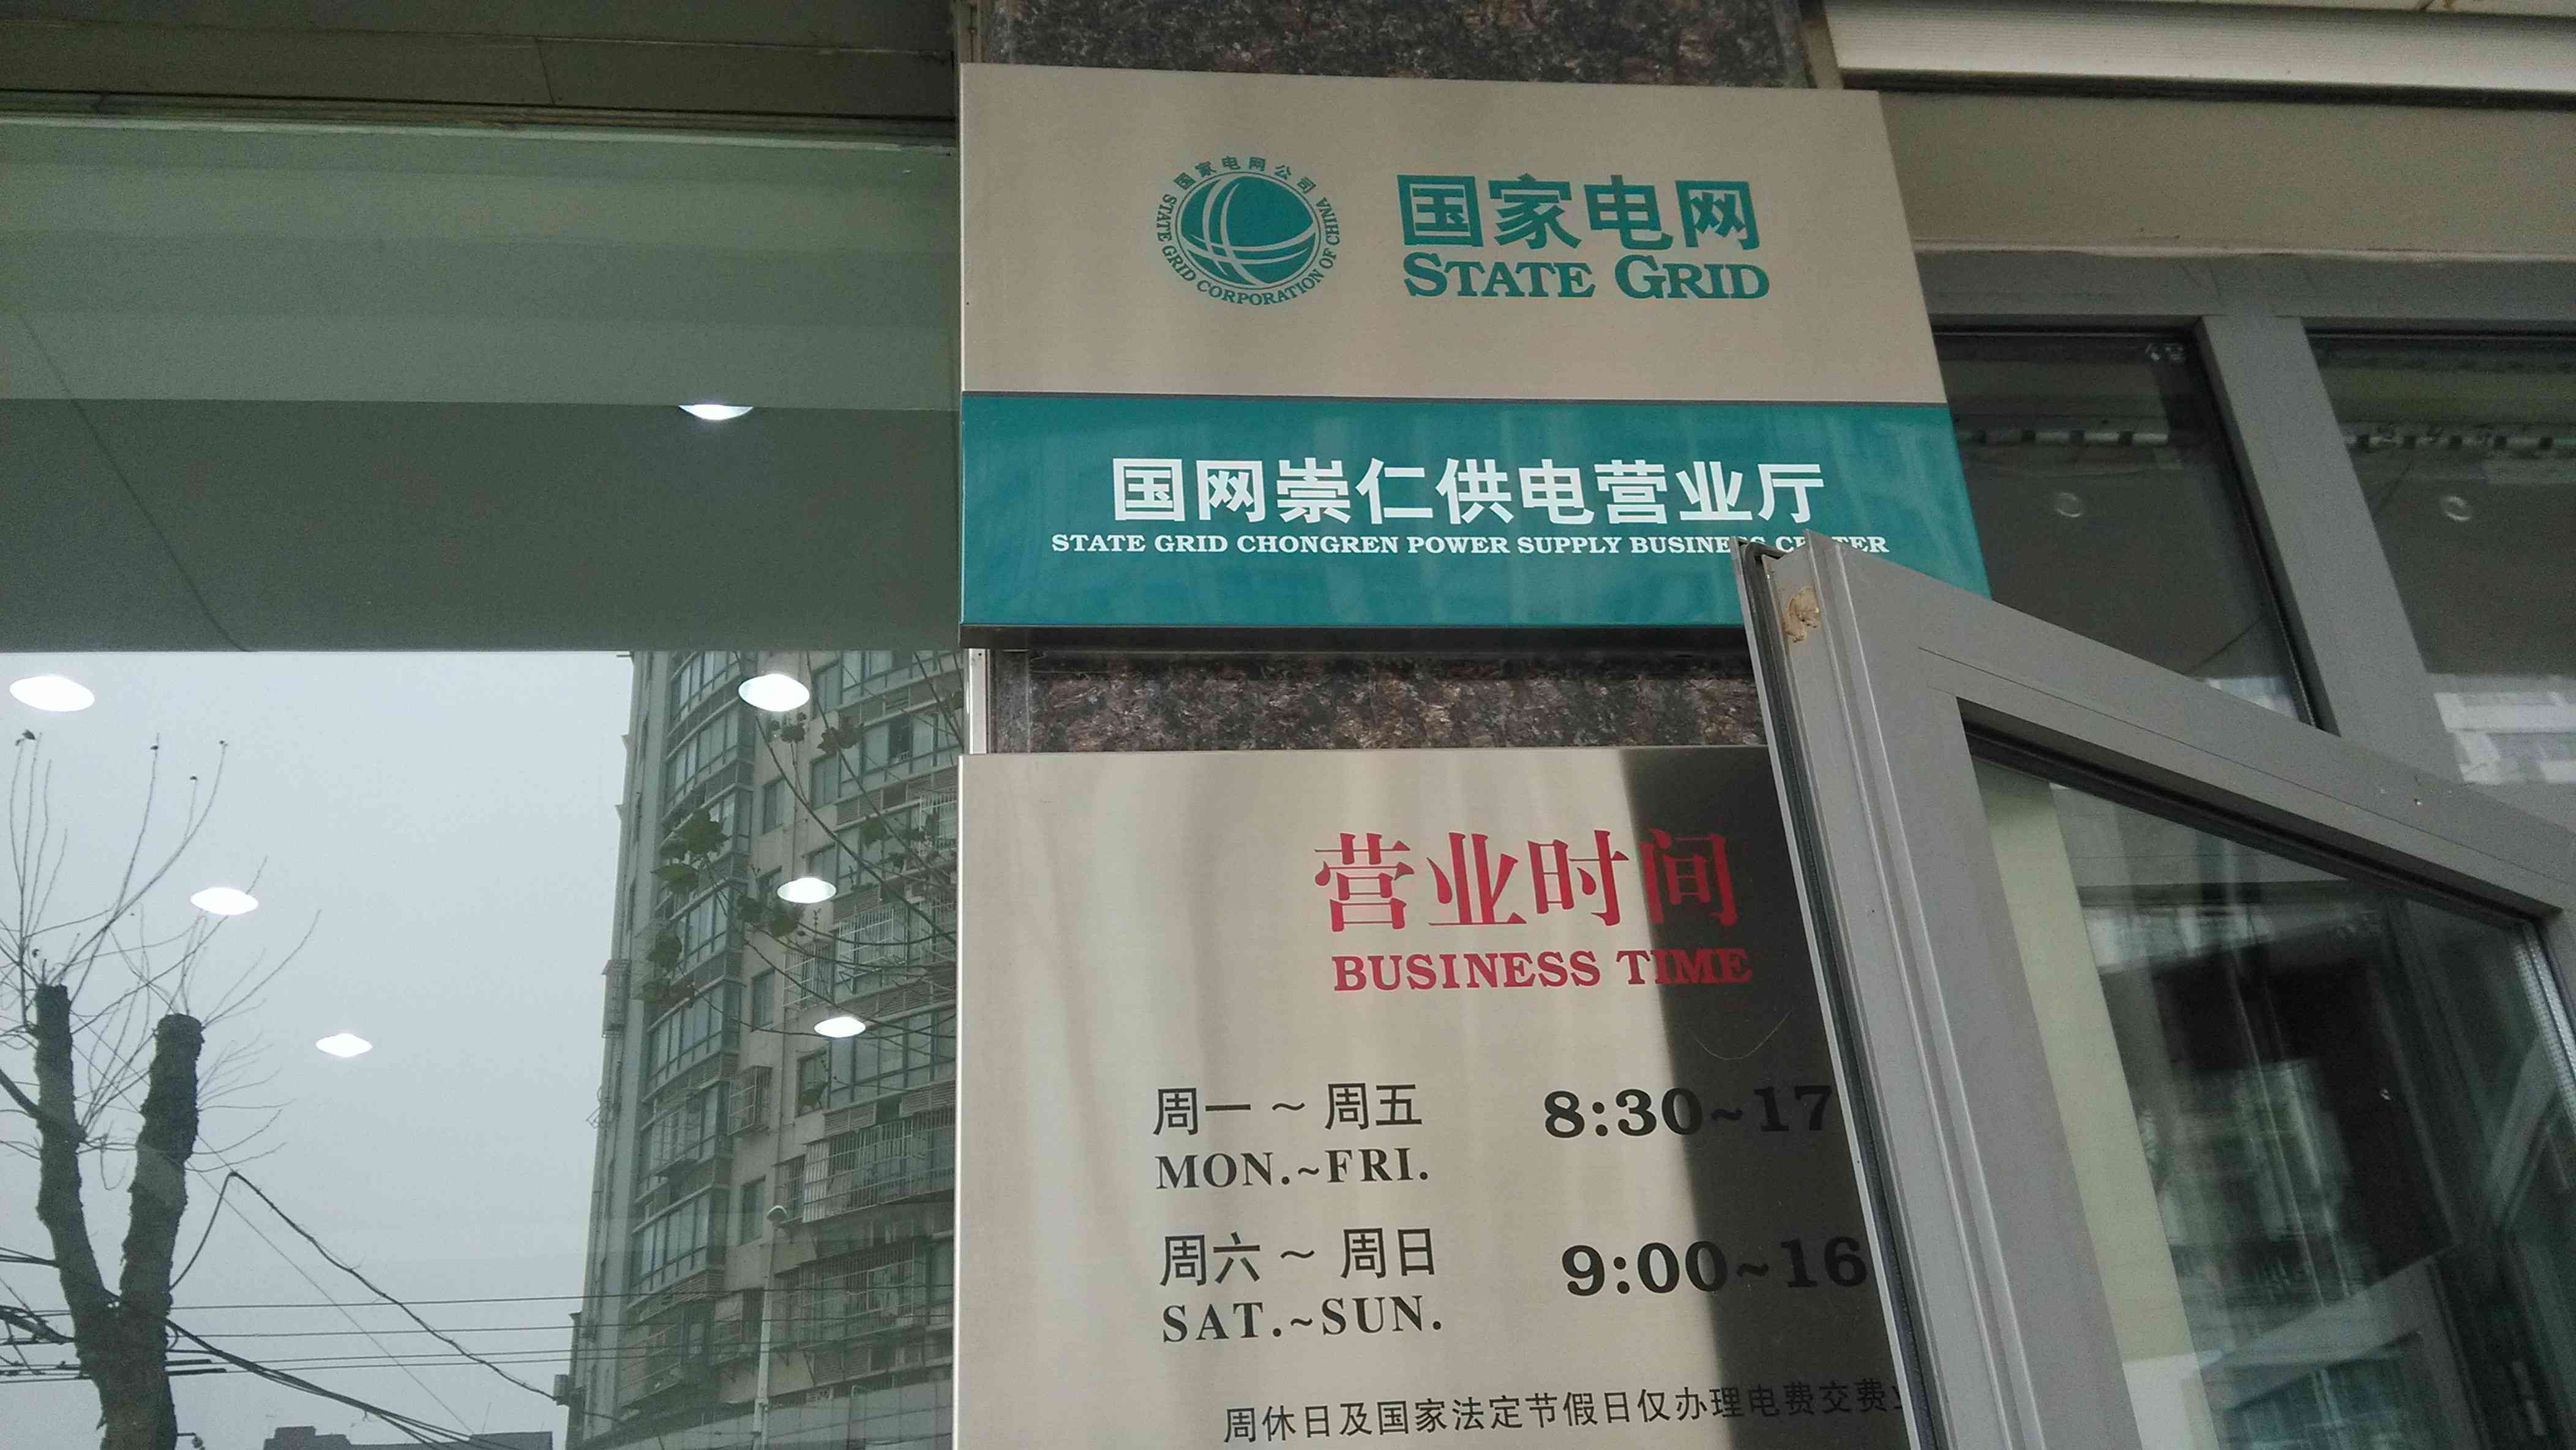 国家电网公司
STATE GRID CORPORATION OF CHINA
国家电网
STATE GRID
国网崇仁供电营业厅
STATE GRID CHONGREN POWER SUPPLY BUSINESS CENTER
营业时间
BUSINESS TIME
周一 ~ 周五 8:30~17
MON.~FRI.
周六 ~ 周日 9:00~16
SAT.~SUN.
周休日及国家法定节假日仅办理电费交费